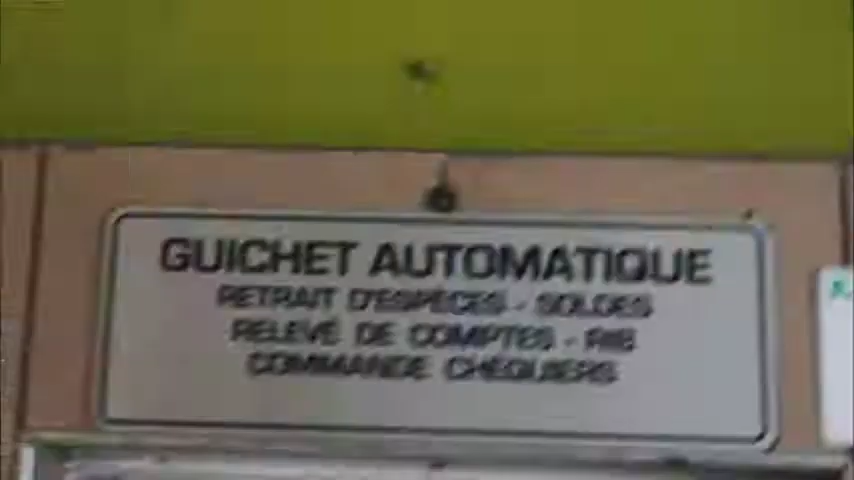 GUICHET AUTOMATIQUE
RETRAIT D'ESPÈCES - SOLDES
RELEVÉ DE COMPTES - RIB
COMMANDE CHÉQUIERS